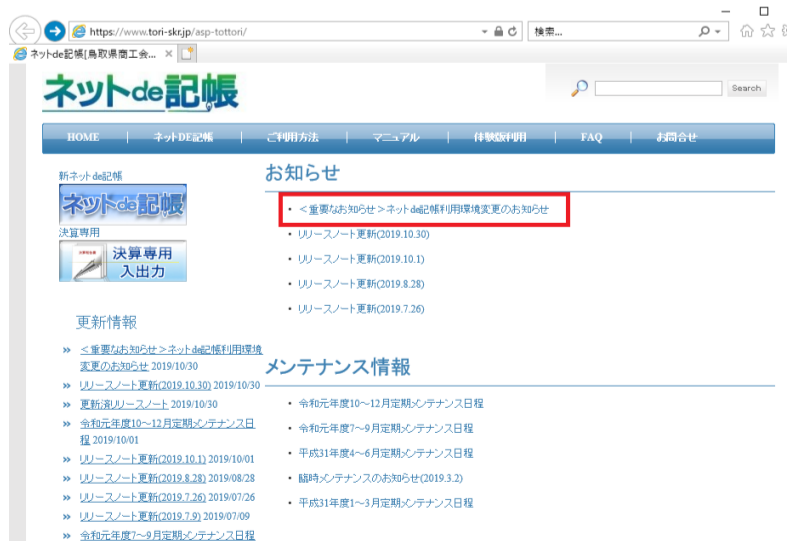 https://www.tori-skr.jp/asp-tottori/
検索...
ネットde記帳[鳥取県商工会...
ネットde記帳
Search
HOME | ネットDE記帳 | ご利用方法 | マニュアル | 体験版利用 | FAQ | お問合せ
新ネットde記帳
ネットde記帳
決算専用
決算専用
入出力
更新情報
» <重要なお知らせ>ネットde記帳利用環境
変更のお知らせ 2019/10/30
» リリースノート更新(2019.10.30) 2019/10/30
» 更新済リリースノート 2019/10/30
» 令和元年度10~12月定期メンテナンス日
程 2019/10/01
» リリースノート更新(2019.10.1) 2019/10/01
» リリースノート更新(2019.8.28) 2019/08/28
» リリースノート更新(2019.7.26) 2019/07/26
» リリースノート更新(2019.7.9) 2019/07/09
» 令和元年度7~9月定期メンテナンス日程
お知らせ
・ <重要なお知らせ>ネットde記帳利用環境変更のお知らせ
・ リリースノート更新(2019.10.30)
・ リリースノート更新(2019.10.1)
・ リリースノート更新(2019.8.28)
・ リリースノート更新(2019.7.26)
メンテナンス情報
・ 令和元年度10~12月定期メンテナンス日程
・ 令和元年度7~9月定期メンテナンス日程
・ 平成31年度4~6月定期メンテナンス日程
・ 臨時メンテナンスのお知らせ(2019.3.2)
・ 平成31年度1~3月定期メンテナンス日程